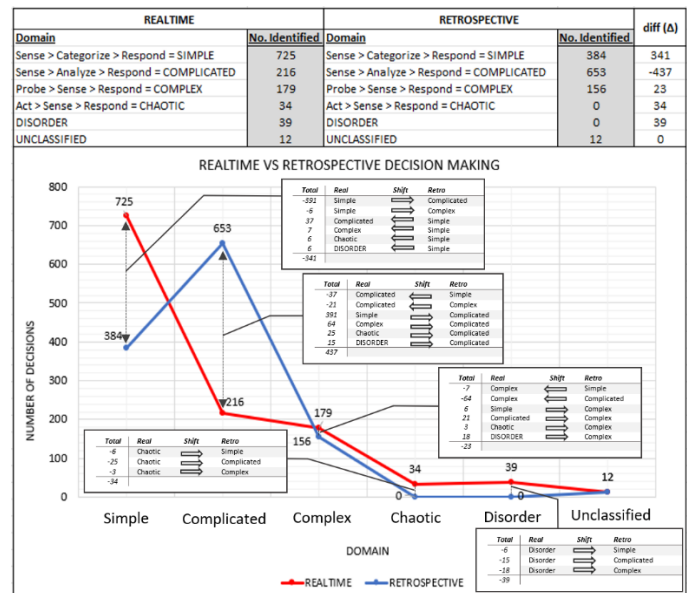 REALTIME RETROSPECTIVE diff (Δ)
Domain No. Identified Domain No. Identified
Sense > Categorize > Respond = SIMPLE 725 Sense > Categorize > Respond = SIMPLE 384 341
Sense > Analyze > Respond = COMPLICATED 216 Sense > Analyze > Respond = COMPLICATED 653 -437
Probe > Sense > Respond = COMPLEX 179 Probe > Sense > Respond = COMPLEX 156 23
Act > Sense > Respond = CHAOTIC 34 Act > Sense > Respond = CHAOTIC 0 34
DISORDER 39 DISORDER 0 39
UNCLASSIFIED 12 UNCLASSIFIED 12 0
REALTIME VS RETROSPECTIVE DECISION MAKING
NUMBER OF DECISIONS
800
700
600
500
400
300
200
100
0
725
384
653
216
179
156
34
0
39
0
12
Total Real Shift Retro
-391 Simple Complicated
-6 Simple Complex
37 Complicated Simple
7 Complex Simple
6 Chaotic Simple
6 DISORDER Simple
-341
Total Real Shift Retro
-37 Complicated Simple
-21 Complicated Complex
391 Simple Complicated
64 Complex Complicated
25 Chaotic Complicated
15 DISORDER Complicated
437
Total Real Shift Retro
-7 Complex Simple
-64 Complex Complicated
6 Simple Complex
21 Complicated Complex
3 Chaotic Complex
18 DISORDER Complex
-23
Total Real Shift Retro
-6 Chaotic Simple
-25 Chaotic Complicated
-3 Chaotic Complex
-34
Simple Complicated Complex Chaotic Disorder Unclassified
DOMAIN
Total Real Shift Retro
-6 Disorder Simple
-15 Disorder Complicated
-18 Disorder Complex
-39
REALTIME RETROSPECTIVE